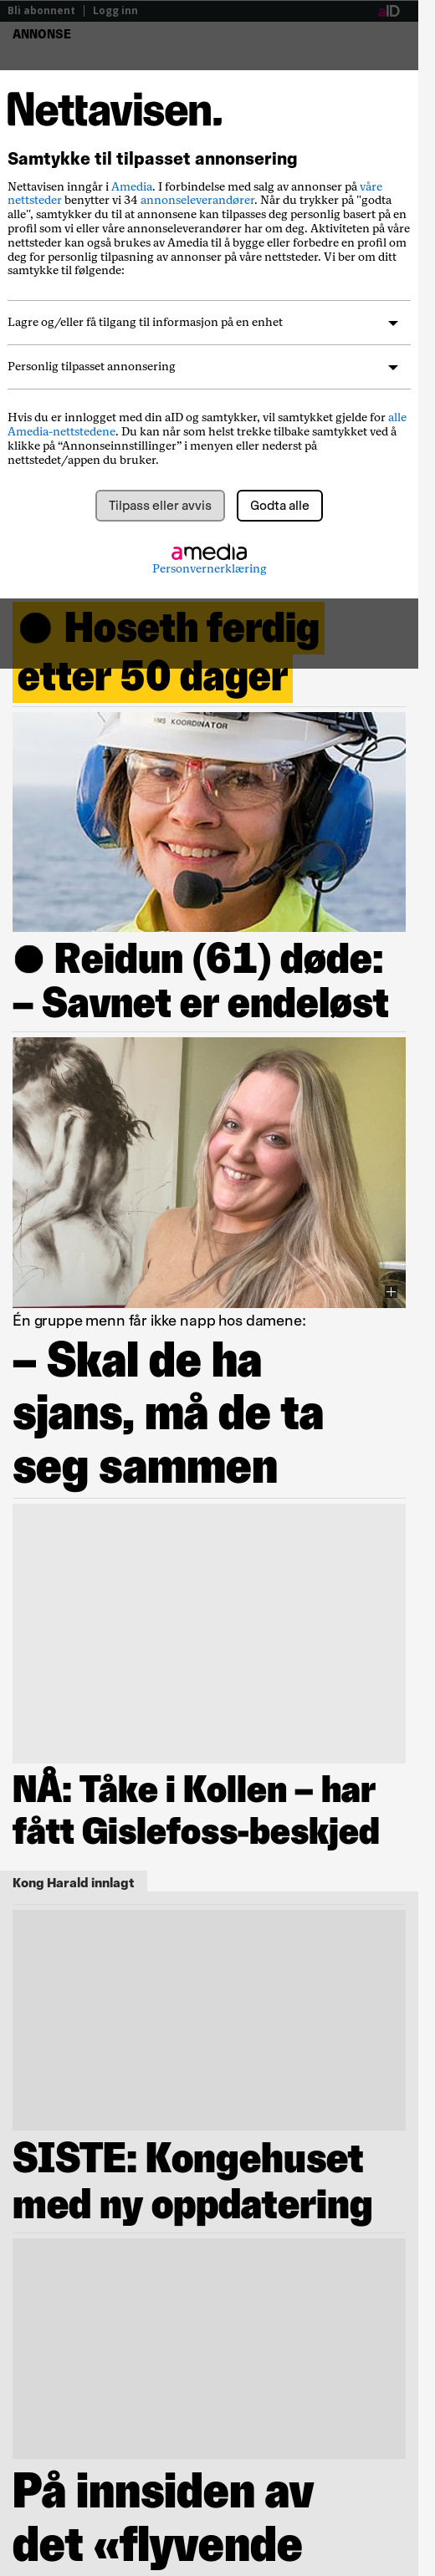 Bli abonnent | Logg inn
aID
ANNONSE
Nettavisen.
Samtykke til tilpasset annonsering
Nettavisen inngår i Amedia. I forbindelse med salg av annonser på våre
nettsteder benytter vi 34 annonseleverandører. Når du trykker på "godta
alle", samtykker du til at annonsene kan tilpasses deg personlig basert på en
profil som vi eller våre annonseleverandører har om deg. Aktiviteten på våre
nettsteder kan også brukes av Amedia til å bygge eller forbedre en profil om
deg for personlig tilpasning av annonser på våre nettsteder. Vi ber om ditt
samtykke til følgende:
Lagre og/eller få tilgang til informasjon på en enhet
Personlig tilpasset annonsering
Hvis du er innlogget med din aID og samtykker, vil samtykket gjelde for alle
Amedia-nettstedene. Du kan når som helst trekke tilbake samtykket ved å
klikke på “Annonseinnstillinger” i menyen eller nederst på
nettstedet/appen du bruker.
Tilpass eller avvis
Godta alle
amedia
Personvernerklæring
● Hoseth ferdig
etter 50 dager
HMS KOORDINATOR
● Reidun (61) døde:
– Savnet er endeløst
Én gruppe menn får ikke napp hos damene:
– Skal de ha
sjans, må de ta
seg sammen
NÅ: Tåke i Kollen – har
fått Gislefoss-beskjed
Kong Harald innlagt
SISTE: Kongehuset
med ny oppdatering
På innsiden av
det «flyvende